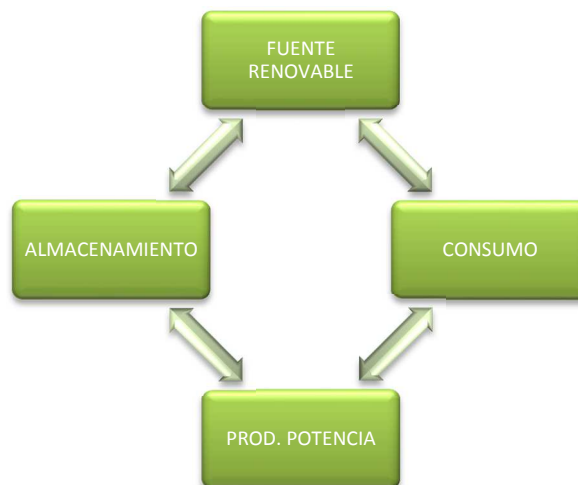 FUENTE
RENOVABLE
ALMACENAMIENTO
CONSUMO
PROD. POTENCIA